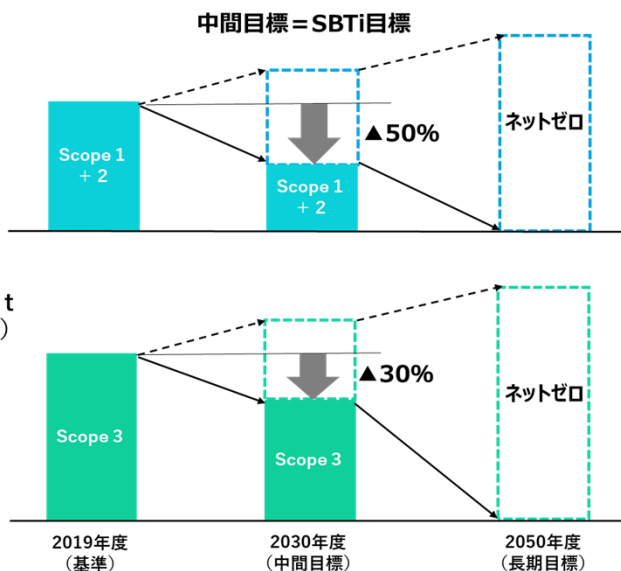 中間目標＝SBTi目標
Scope 1
+ 2
▲50%
Scope 1
+ 2
ネットゼロ
t
)
Scope 3
▲30%
Scope 3
ネットゼロ
2019年度
（基準）
2030年度
（中間目標）
2050年度
（長期目標）